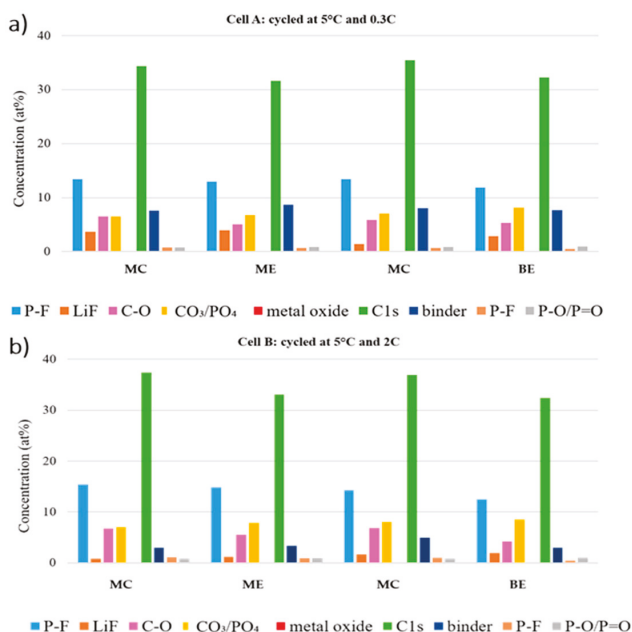 a)
Cell A: cycled at 5°C and 0.3C
Concentration (at%)
40
30
20
10
0
MC ME MC BE
P-F LiF C-O CO₃/PO₄ metal oxide C1s binder P-F P-O/P=O
b)
Cell B: cycled at 5°C and 2C
Concentration (at%)
40
30
20
10
0
MC ME MC BE
P-F LiF C-O CO₃/PO₄ metal oxide C1s binder P-F P-O/P=O